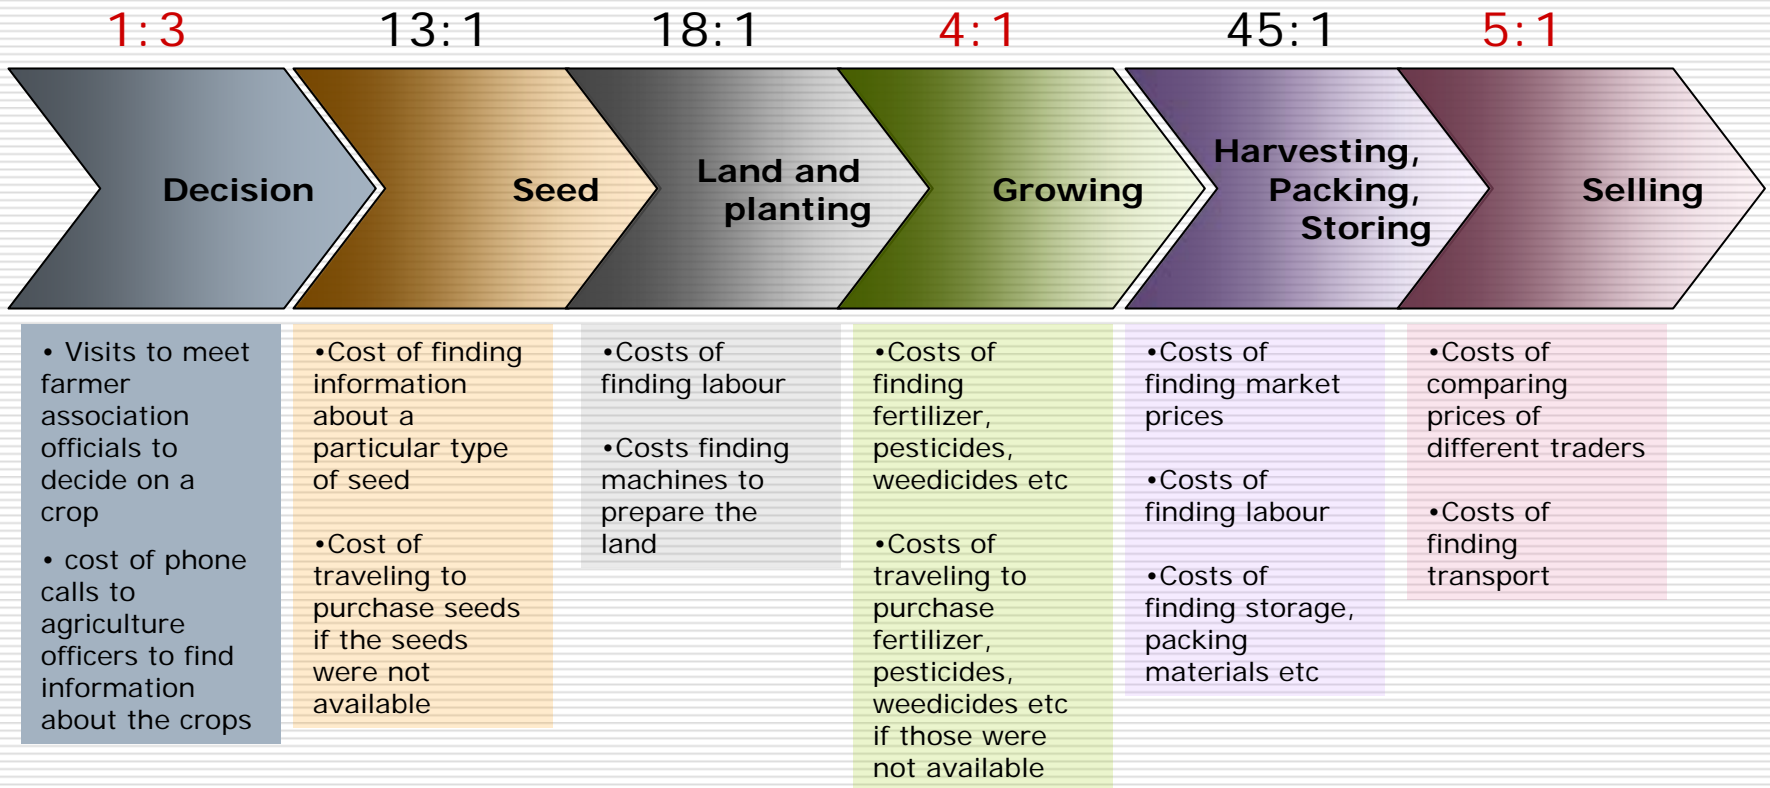 1:3
13:1
18:1
4:1
45:1
5:1
Decision
Seed
Land and
planting
Growing
Harvesting,
Packing,
Storing
Selling
• Visits to meet
farmer
association
officials to
decide on a
crop
• cost of phone
calls to
agriculture
officers to find
information
about the crops
•Cost of finding
information
about a
particular type
of seed
•Cost of
traveling to
purchase seeds
if the seeds
were not
available
•Costs of
finding labour
•Costs finding
machines to
prepare the
land
•Costs of
finding
fertilizer,
pesticides,
weedicides etc
•Costs of
traveling to
purchase
fertilizer,
pesticides,
weedicides etc
if those were
not available
•Costs of
finding market
prices
•Costs of
finding labour
•Costs of
finding storage,
packing
materials etc
•Costs of
comparing
prices of
different traders
•Costs of
finding
transport